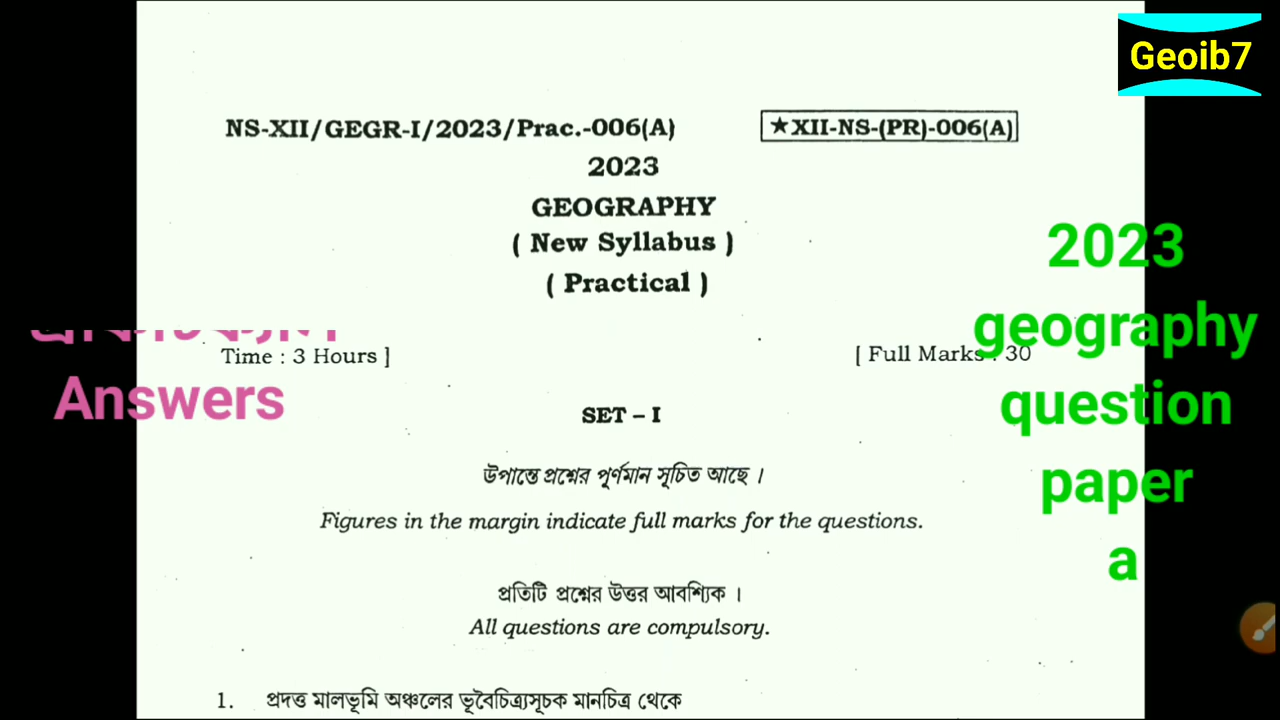 Geoib7
NS-XII/GEGR-I/2023/Prac.-006(A)
★XII-NS-(PR)-006(A)
2023
GEOGRAPHY
( New Syllabus )
( Practical )
Time : 3 Hours ]
[ Full Marks : 30
SET – I
উপান্তে প্রশ্নের পূর্ণমান সূচিত আছে ।
Figures in the margin indicate full marks for the questions.
প্রতিটি প্রশ্নের উত্তর আবশ্যিক ।
All questions are compulsory.
1. প্রদত্ত মালভূমি অঞ্চলের ভূবৈচিত্র্যসূচক মানচিত্র থেকে
Answers
2023
geography
question
paper
a